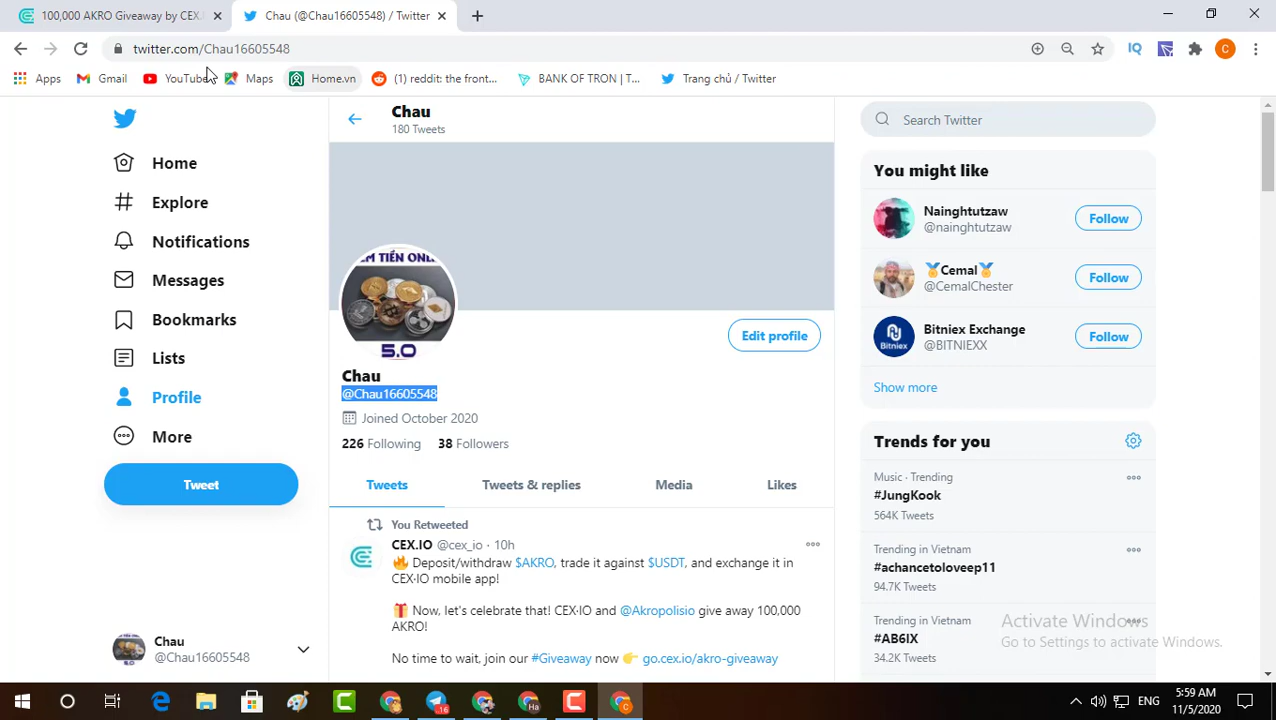 100,000 AKRO Giveaway by CEX.
Chau (@Chau16605548) / Twitter
twitter.com/Chau16605548
C
Apps
Gmail
YouTube
Maps
Home.vn
(1) reddit: the front...
BANK OF TRON | T...
Trang chủ / Twitter
Chau
180 Tweets
Search Twitter
Home
Explore
Notifications
Messages
Bookmarks
Lists
Profile
More
Tweet
Chau
@Chau16605548
KIẾM TIỀN ONLINE
5.0
Edit profile
Chau
@Chau16605548
Joined October 2020
226 Following 38 Followers
Tweets
Tweets & replies
Media
Likes
You Retweeted
CEX.IO @cex_io · 10h
🔥 Deposit/withdraw $AKRO, trade it against $USDT, and exchange it in
CEX·IO mobile app!
🎁 Now, let's celebrate that! CEX·IO and @Akropolisio give away 100,000
AKRO!
No time to wait, join our #Giveaway now 👉 go.cex.io/akro-giveaway
You might like
Nainghtutzaw
@nainghtutzaw
Follow
🏅Cemal🏅
@CemalChester
Follow
Bitniex Exchange
@BITNIEXX
Follow
Show more
Trends for you
Music · Trending
#JungKook
564K Tweets
Trending in Vietnam
#achancetoloveep11
94.7K Tweets
Trending in Vietnam
#AB6IX
34.2K Tweets
Activate Windows
Go to Settings to activate Windows.
16
Ha
C
ENG
5:59 AM
11/5/2020